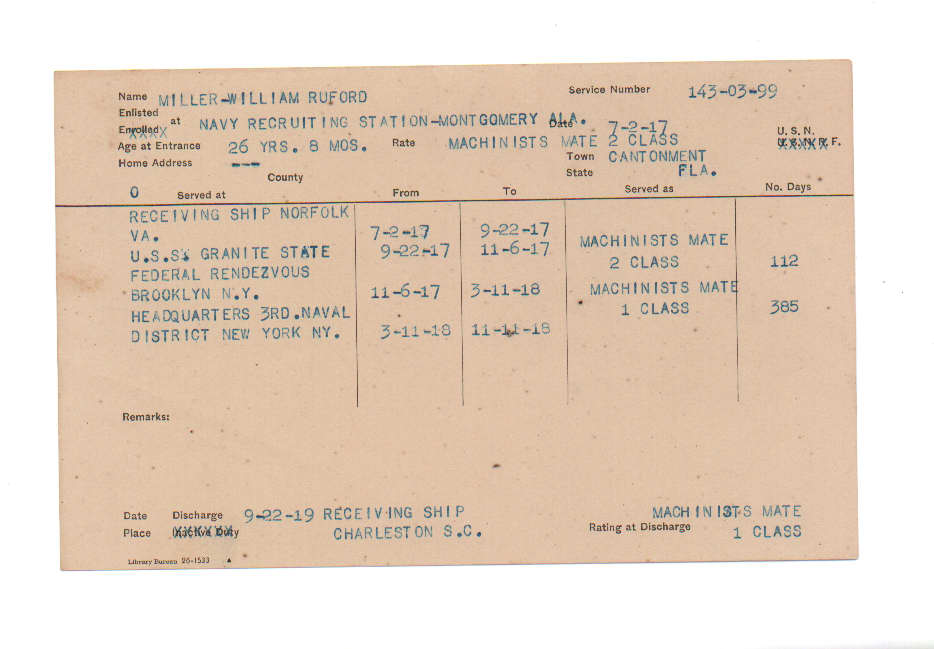 Name MILLER-WILLIAM RUFORD Service Number 143-03-99
Enlisted
Enrolled at NAVY RECRUITING STATION-MONTGOMERY ALA. Date 7-2-17 U. S. N.
XXXX
Age at Entrance 26 YRS. 8 MOS. Rate MACHINISTS MATE 2 CLASS U. S. N. R. F.
Home Address --- Town CANTONMENT
County State FLA.
0 Served at From To Served as No. Days
RECEIVING SHIP NORFOLK
VA. 7-2-17 9-22-17
U.S.S. GRANITE STATE 9-22-17 11-6-17 MACHINISTS MATE
FEDERAL RENDEZVOUS 2 CLASS 112
BROOKLYN N.Y. 11-6-17 3-11-18 MACHINISTS MATE
HEADQUARTERS 3RD.NAVAL 1 CLASS 385
DISTRICT NEW YORK NY. 3-11-18 11-11-18
Remarks:
Date Discharge 9-22-19 RECEIVING SHIP MACHINISTS MATE
Place Inactive Duty CHARLESTON S.C. Rating at Discharge 1 CLASS
Library Bureau 26-1533